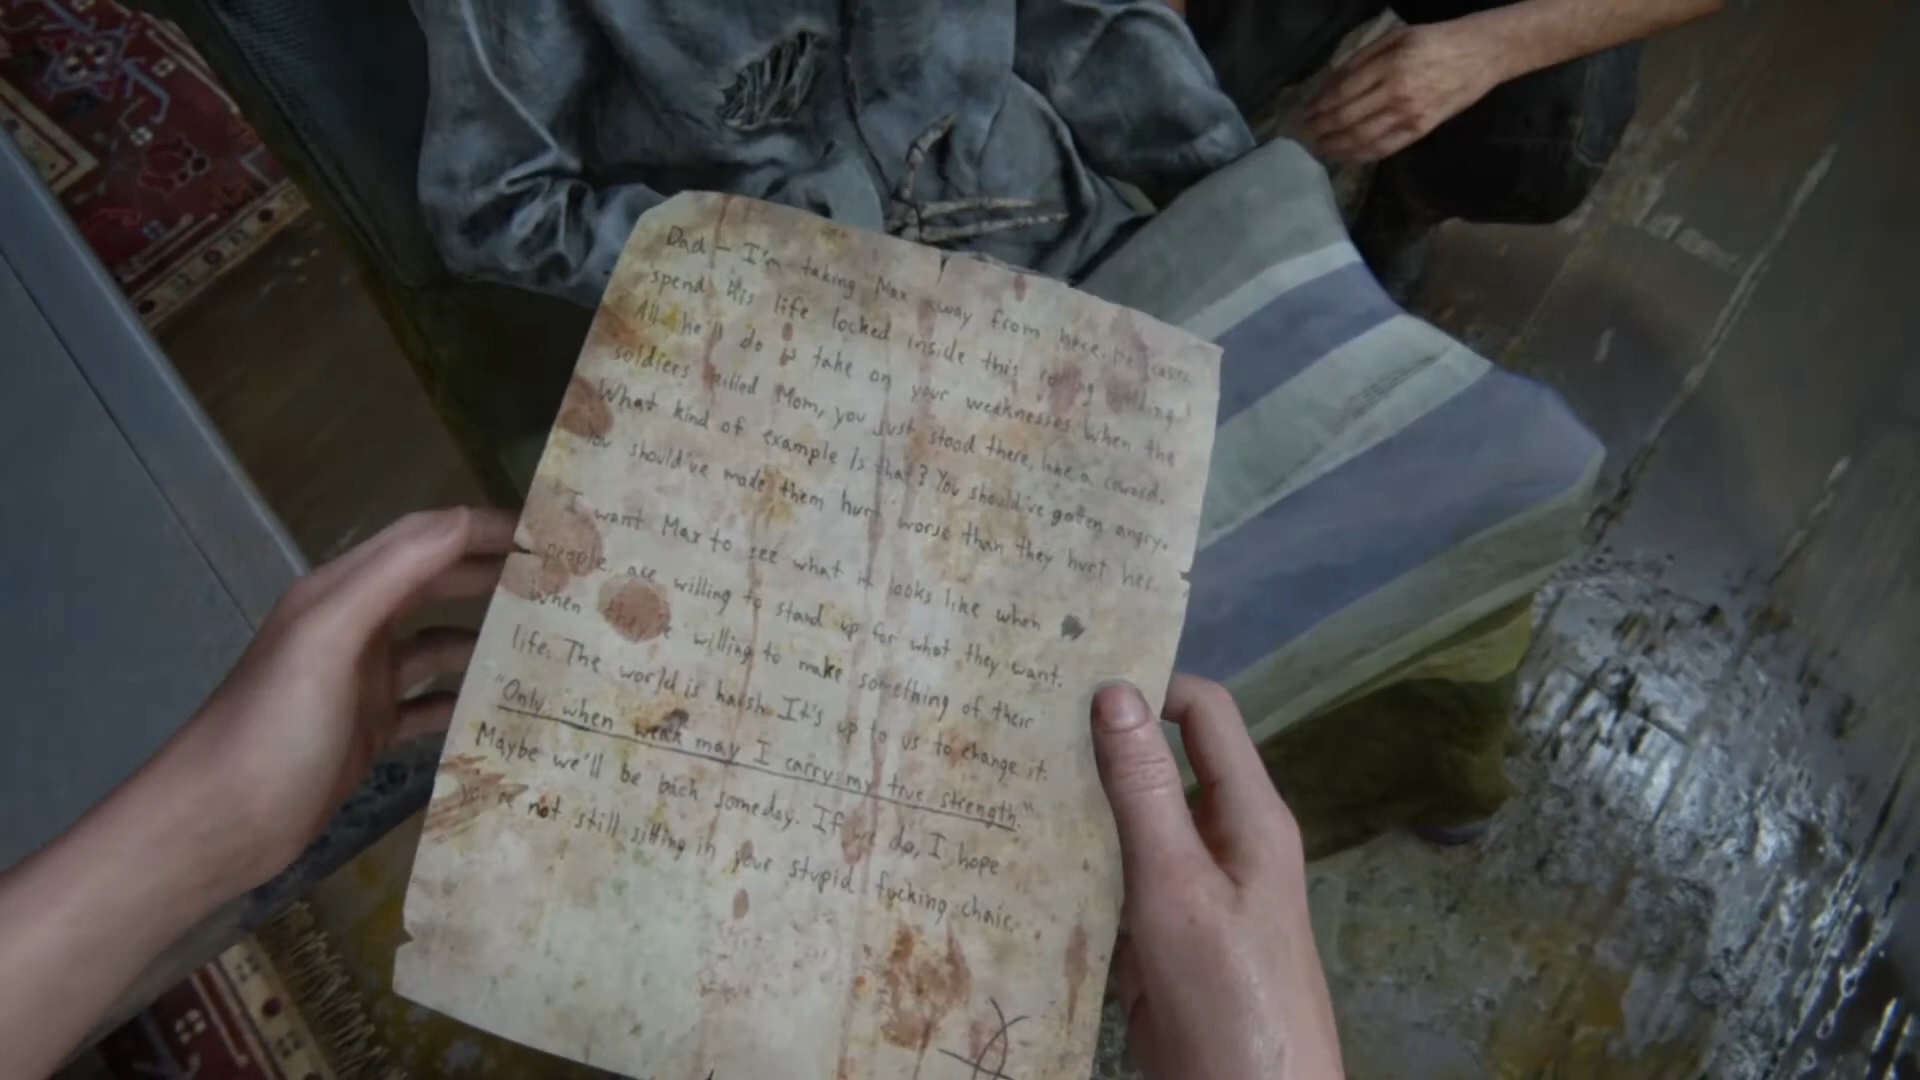 Dad - I'm taking Max away from here. He can't
spend his life locked inside this rotting building!
All he'll do is take on your weaknesses. When the
soldiers killed Mom, you just stood there, like a coward.
What kind of example is that? You should've gotten angry.
You should've made them hurt worse than they hurt her.
I want Max to see what it looks like when
people are willing to stand up for what they want.
When they're willing to make something of their
life. The world is harsh. It's up to us to change it.
"Only when weak may I carry my true strength."
Maybe we'll be back someday. If we do, I hope
you're not still sitting in your stupid fucking chair.